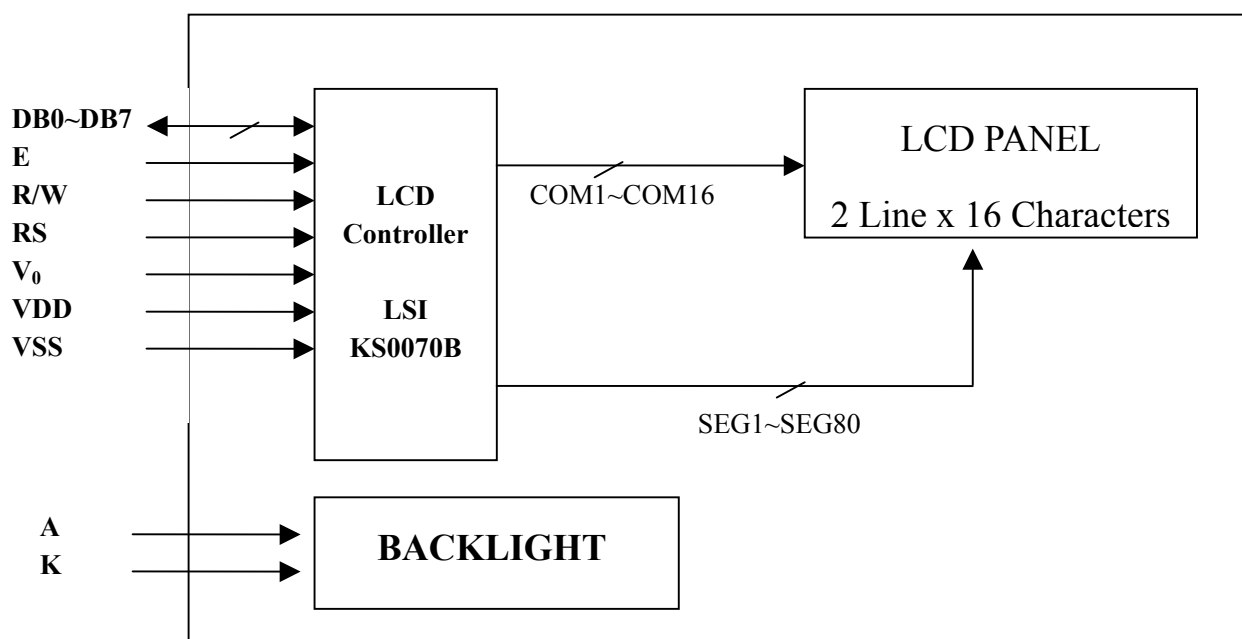 DB0~DB7
E
R/W
RS
V₀
VDD
VSS
LCD
Controller
LSI
KS0070B
COM1~COM16
LCD PANEL
2 Line x 16 Characters
SEG1~SEG80
A
K
BACKLIGHT